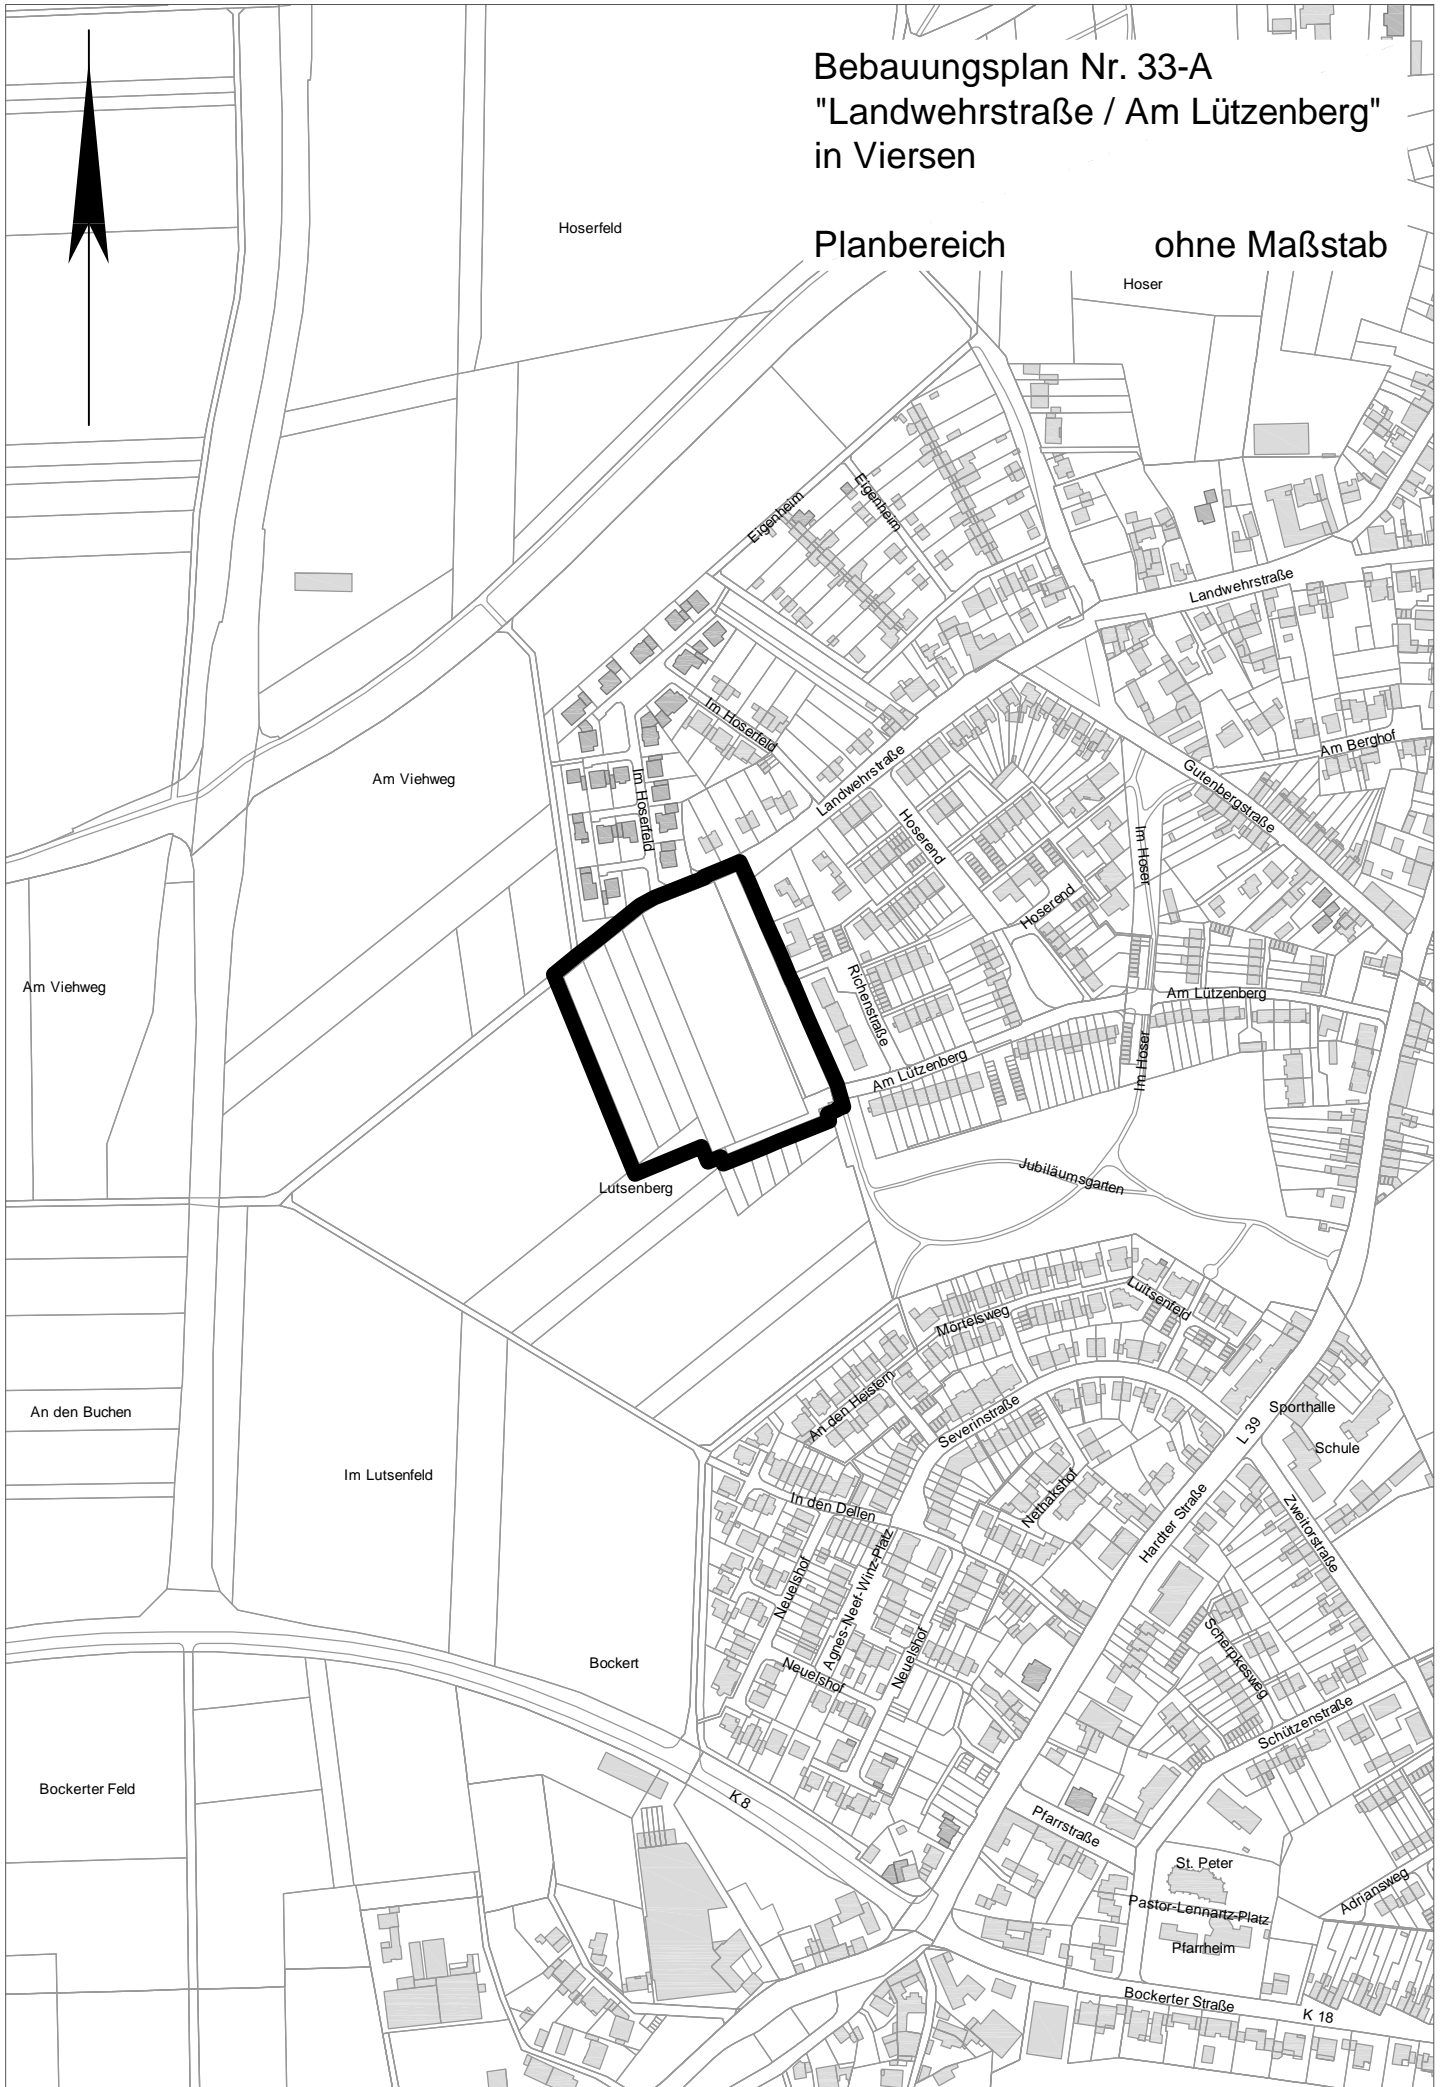 Bebauungsplan Nr. 33-A
"Landwehrstraße / Am Lützenberg"
in Viersen
Planbereich ohne Maßstab
Hoserfeld
Hoser
Eigenheim
Eigenheim
Landwehrstraße
Im Hoserfeld
Am Berghof
Landwehrstraße
Gutenbergstraße
Am Viehweg
Im Hoserfeld
Hoserend
Im Hoser
Hoserend
Am Viehweg
Richenstraße
Am Lützenberg
Am Lützenberg
Im Hoser
Jubiläumsgarten
Lutsenberg
Luitsenfeld
Mörtelsweg
An den Heistern
Severinstraße
An den Buchen
Sporthalle
L 39
Schule
Im Lutsenfeld
Nethakshof
In den Dellen
Hardter Straße
Zweitorstraße
Neuelshof
Agnes-Neef-Winz-Platz
Neuelshof
Scherpkesweg
Bockert
Neuelshof
Schützenstraße
Bockerter Feld
K 8
Pfarrstraße
St. Peter
Adriansweg
Pastor-Lennartz-Platz
Pfarrheim
Bockerter Straße
K 18